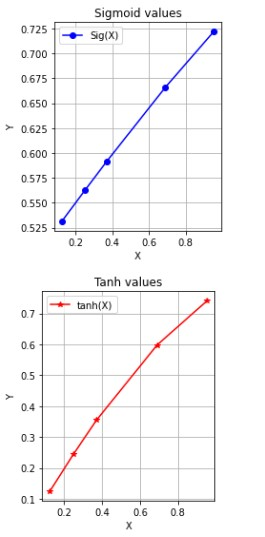 Sigmoid values
Sig(X)
0.725
0.700
0.675
0.650
0.625
0.600
0.575
0.550
0.525
Y
0.2 0.4 0.6 0.8
X
Tanh values
tanh(X)
0.7
0.6
0.5
0.4
0.3
0.2
0.1
Y
0.2 0.4 0.6 0.8
X